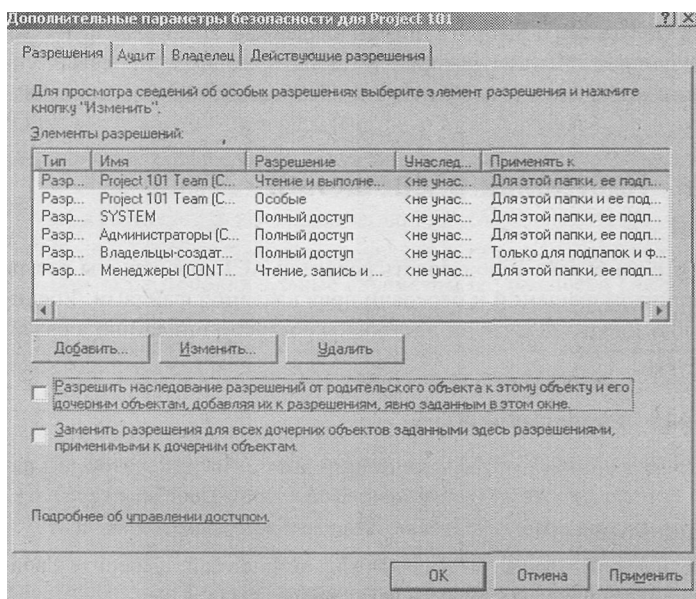 Дополнительные параметры безопасности для Project 101
Разрешения Аудит Владелец Действующие разрешения
Для просмотра сведений об особых разрешениях выберите элемент разрешения и нажмите
кнопку "Изменить".
Элементы разрешений:
Тип Имя Разрешение Унаслед... Применять к
Разр... Project 101 Team (C... Чтение и выполне... <не унас... Для этой папки, ее подп...
Разр... Project 101 Team (C... Особые <не унас... Для этой папки и ее под...
Разр... SYSTEM Полный доступ <не унас... Для этой папки, ее подп...
Разр... Администраторы (C... Полный доступ <не унас... Для этой папки, ее подп...
Разр... Владельцы-создат... Полный доступ <не унас... Только для подпапок и ф...
Разр... Менеджеры (CONT... Чтение, запись и ... <не унас... Для этой папки, ее подп...
Добавить... Изменить... Удалить
Разрешить наследование разрешений от родительского объекта к этому объекту и его
дочерним объектам, добавляя их к разрешениям, явно заданным в этом окне.
Заменить разрешения для всех дочерних объектов заданными здесь разрешениями,
применимыми к дочерним объектам.
Подробнее об управлении доступом.
OK Отмена Применить